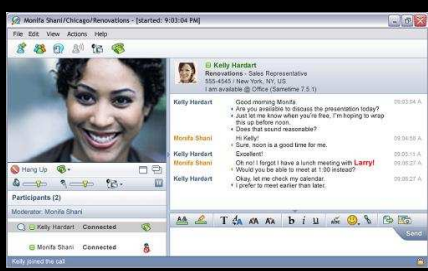 Monifa Shani/Chicago/Renovations - [started: 9:03:04 PM]
File Edit View Actions Help
Kelly Hardart
Renovations - Sales Representative
555-4545 / New York, NY, US
I am available @ Office (Sametime 7.5.1)
Kelly Hardart Good morning Monifa
Are you available to discuss the presentation today?
Just let me know when you're free, I'm hoping to wrap
this up before noon.
Does that sound reasonable?
Monifa Shani Hi Kelly!
Sure, noon is a good time for me.
Kelly Hardart Excellent!
Monifa Shani Oh no! I forgot I have a lunch meeting with Larry!
Would you be able to meet at 1:00 instead?
Kelly Hardart Okay, let me check my calendar.
I prefer to meet earlier than later.
Hang Up
Participants (2)
Moderator: Monifa Shani
Kelly Hardart Connected
Monifa Shani Connected
T A A A b i u
Send
Kelly joined the call